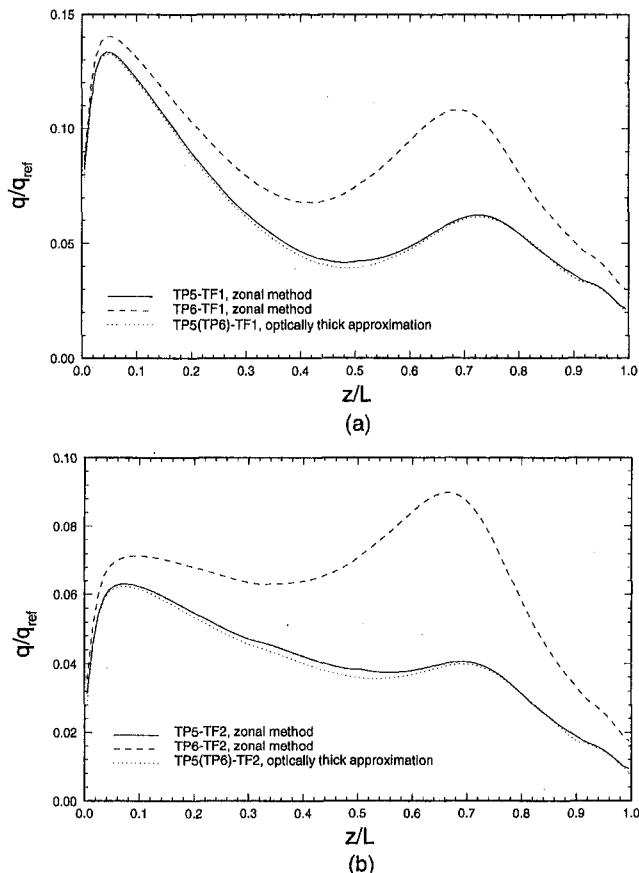 0.15
0.10
0.05
0.00
q/q_ref
TP5-TF1, zonal method
TP6-TF1, zonal method
TP5(TP6)-TF1, optically thick approximation
0.0 0.1 0.2 0.3 0.4 0.5 0.6 0.7 0.8 0.9 1.0
z/L
(a)
0.10
0.08
0.06
0.04
0.02
0.00
q/q_ref
TP5-TF2, zonal method
TP6-TF2, zonal method
TP5(TP6)-TF2, optically thick approximation
0.0 0.1 0.2 0.3 0.4 0.5 0.6 0.7 0.8 0.9 1.0
z/L
(b)